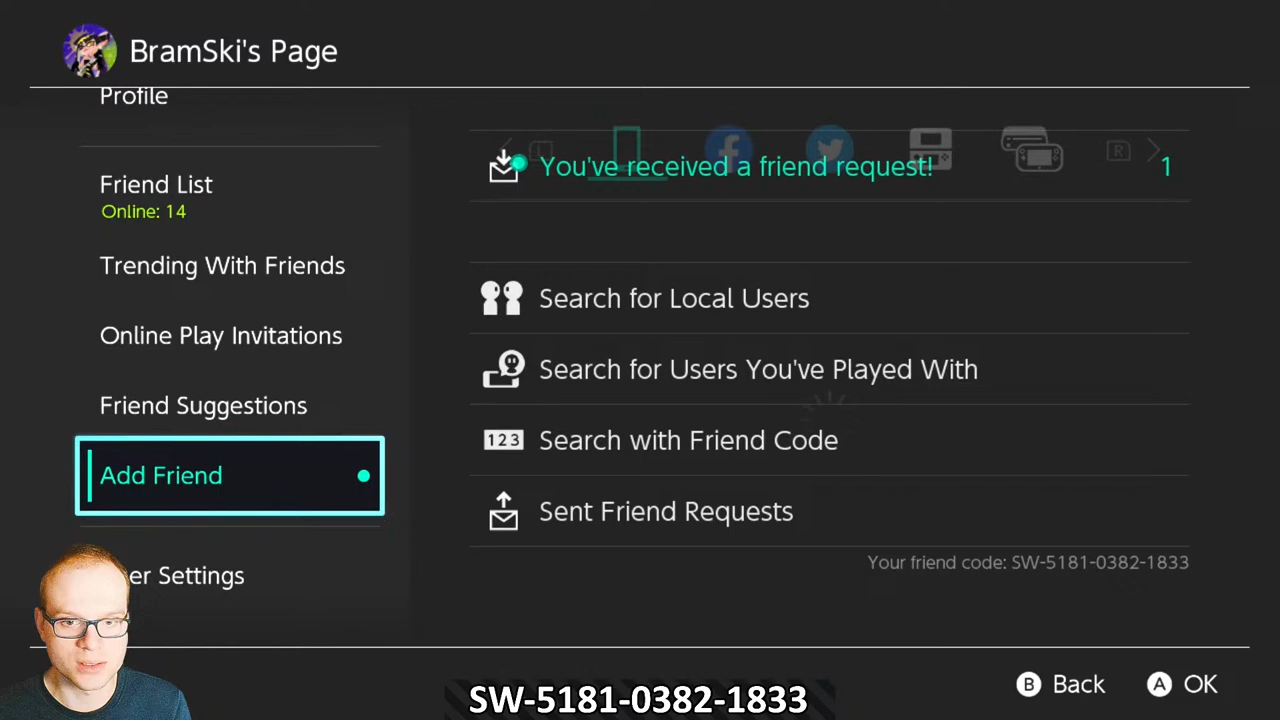 BramSki's Page
Profile
Friend List
Online: 14
Trending With Friends
Online Play Invitations
Friend Suggestions
Add Friend
er Settings
You've received a friend request! 1
L
R
Search for Local Users
Search for Users You've Played With
123 Search with Friend Code
Sent Friend Requests
Your friend code: SW-5181-0382-1833
B Back A OK
SW-5181-0382-1833